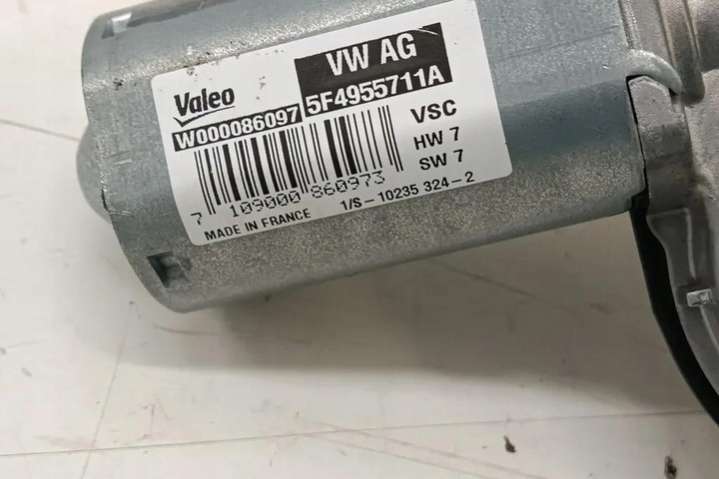 Valeo
VW AG
W000086097
5F4955711A
VSC
HW 7
SW 7
7 109000 860973
MADE IN FRANCE
1/S - 10235 324 - 2